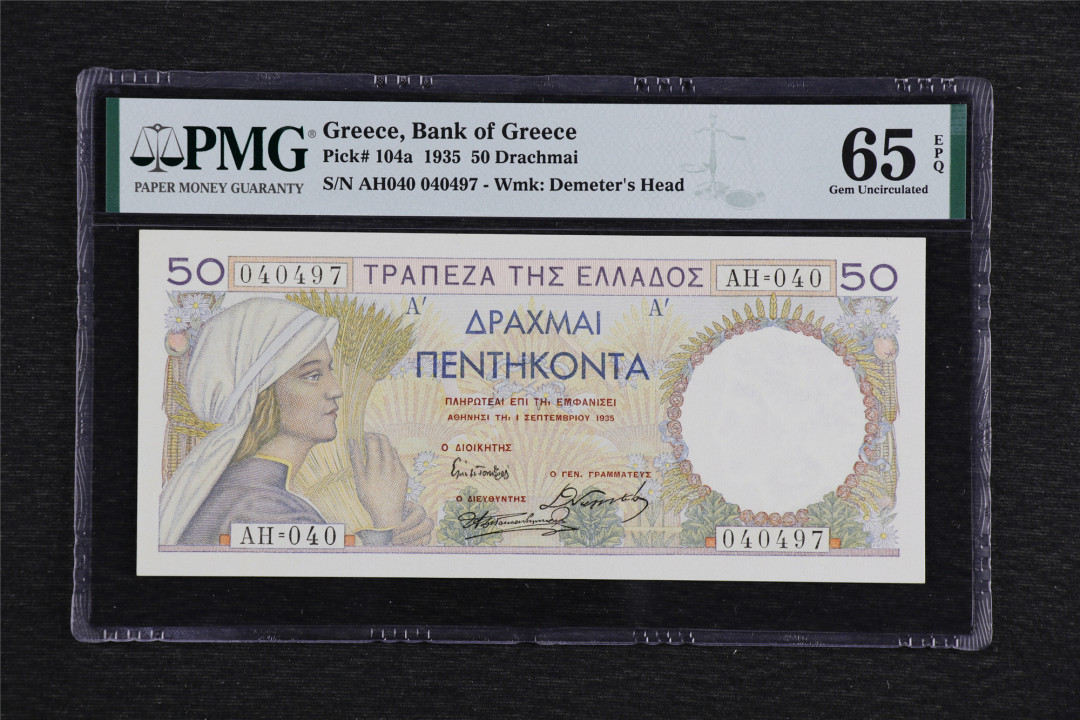 PMG®
PAPER MONEY GUARANTY
Greece, Bank of Greece
Pick# 104a 1935 50 Drachmai
S/N AH040 040497 - Wmk: Demeter's Head
65 EPQ
Gem Uncirculated
50 040497 ΤΡΑΠΕΖΑ ΤΗΣ ΕΛΛΑΔΟΣ ΑΗ=040 50
Α′ Α′
ΔΡΑΧΜΑΙ
ΠΕΝΤΗΚΟΝΤΑ
ΠΛΗΡΩΤΕΑΙ ΕΠΙ ΤΗι ΕΜΦΑΝΙΣΕΙ
ΑΘΗΝΗΣΙ ΤΗι 1 ΣΕΠΤΕΜΒΡΙΟΥ 1935
Ο ΔΙΟΙΚΗΤΗΣ
Ο ΓΕΝ. ΓΡΑΜΜΑΤΕΥΣ
Ο ΔΙΕΥΘΥΝΤΗΣ
ΑΗ=040 040497